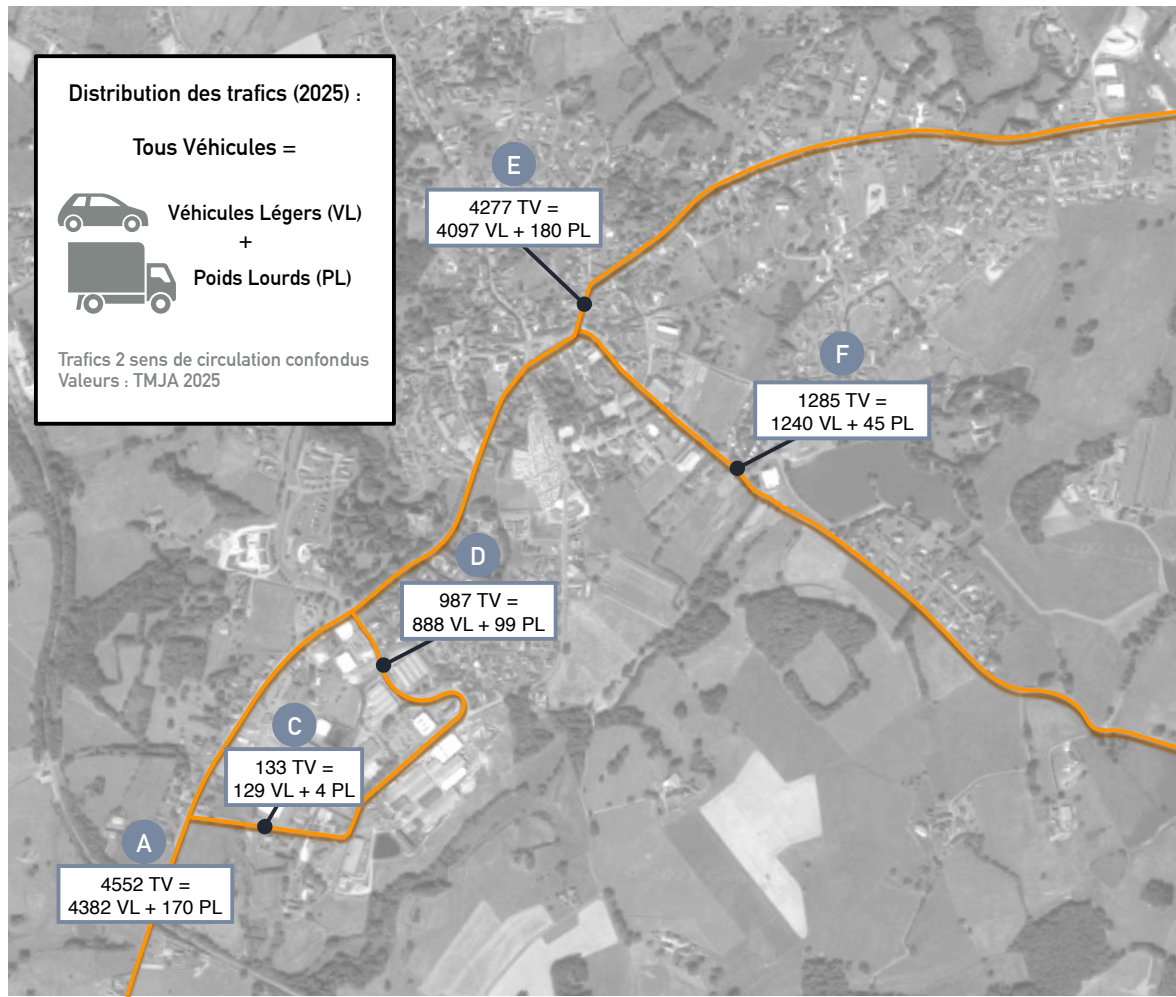 Distribution des trafics (2025) :
Tous Véhicules =
Véhicules Légers (VL)
+
Poids Lourds (PL)
Trafics 2 sens de circulation confondus
Valeurs : TMJA 2025
E
4277 TV =
4097 VL + 180 PL
F
1285 TV =
1240 VL + 45 PL
D
987 TV =
888 VL + 99 PL
C
133 TV =
129 VL + 4 PL
A
4552 TV =
4382 VL + 170 PL